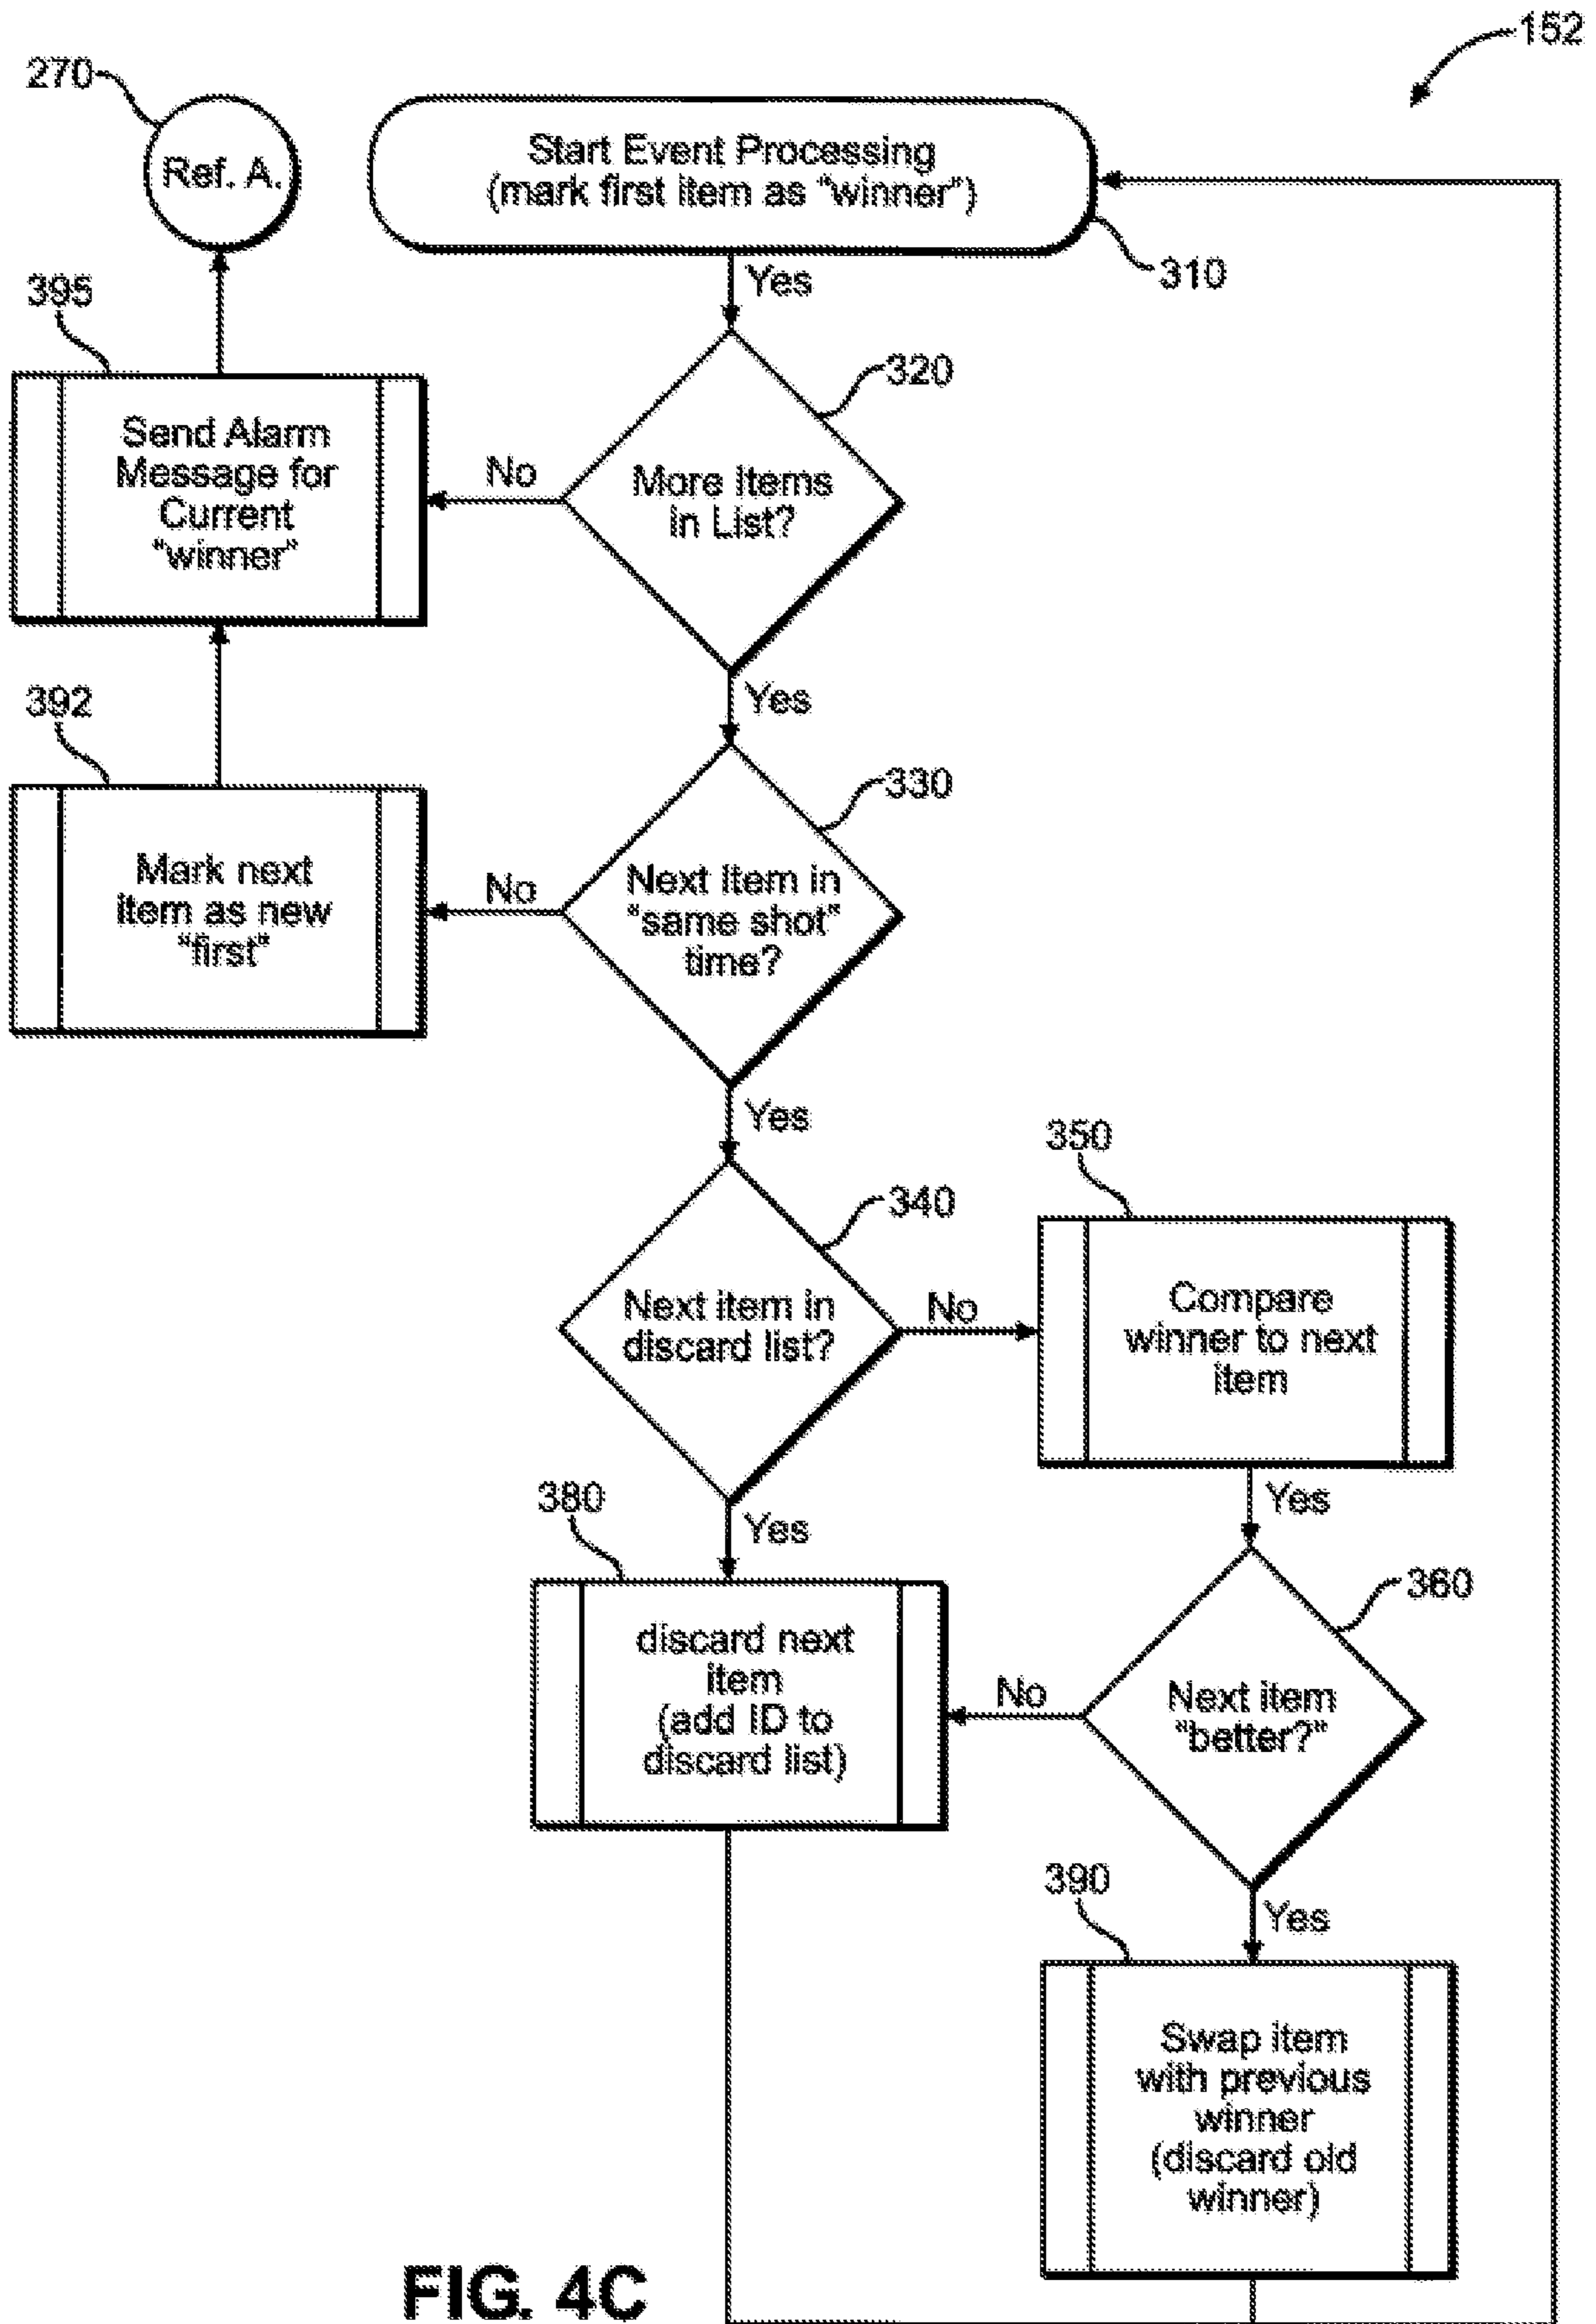 152
270
Ref. A.
Start Event Processing
(mark first item as "winner")
310
Yes
395
320
Send Alarm
Message for
Current
"winner"
No
More Items
in List?
Yes
392
330
Mark next
item as new
"first"
No
Next Item in
"same shot"
time?
Yes
350
340
Next item in
discard list?
No
Compare
winner to next
item
380
Yes
Yes
360
discard next
item
(add ID to
discard list)
No
Next item
"better?"
390
Yes
Swap item
with previous
winner
(discard old
winner)
FIG. 4C